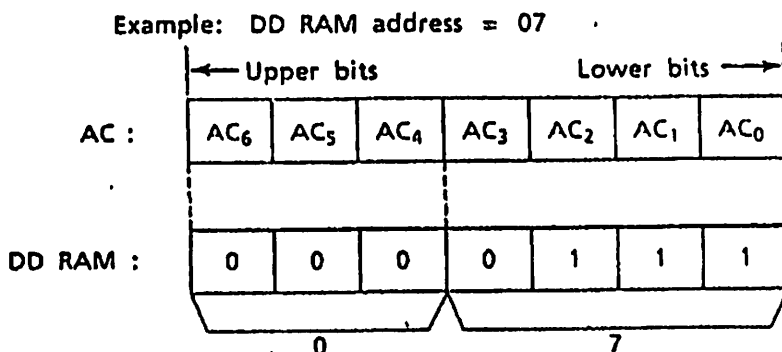 Example: DD RAM address = 07
Upper bits Lower bits
AC : AC6 AC5 AC4 AC3 AC2 AC1 AC0
DD RAM : 0 0 0 0 1 1 1
0 7